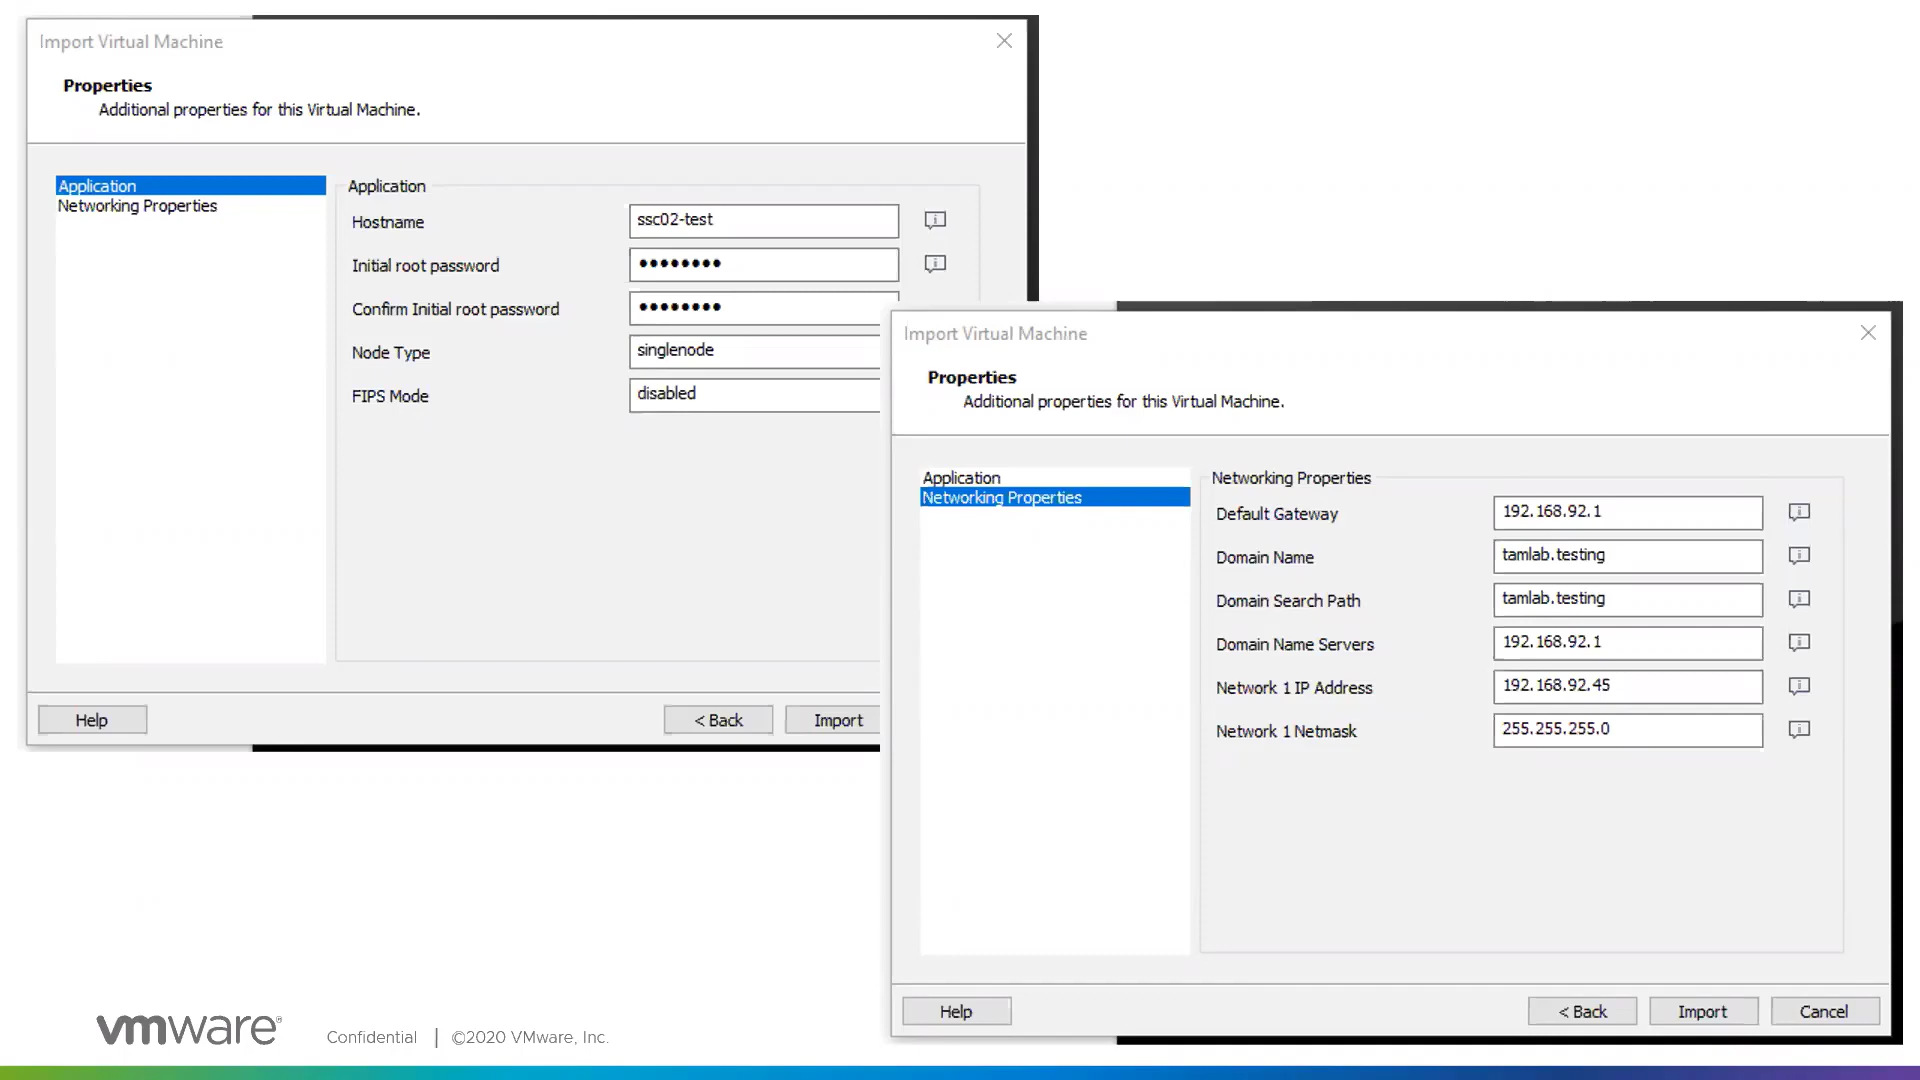 Import Virtual Machine
Properties
Additional properties for this Virtual Machine.
Application
Networking Properties
Application
Hostname
ssc02-test
Initial root password
●●●●●●●●
Confirm Initial root password
●●●●●●●●
Node Type
singlenode
FIPS Mode
disabled
Help
< Back
Import
Import Virtual Machine
Properties
Additional properties for this Virtual Machine.
Application
Networking Properties
Networking Properties
Default Gateway
192.168.92.1
Domain Name
tamlab.testing
Domain Search Path
tamlab.testing
Domain Name Servers
192.168.92.1
Network 1 IP Address
192.168.92.45
Network 1 Netmask
255.255.255.0
Help
< Back
Import
Cancel
vmware®
Confidential | ©2020 VMware, Inc.